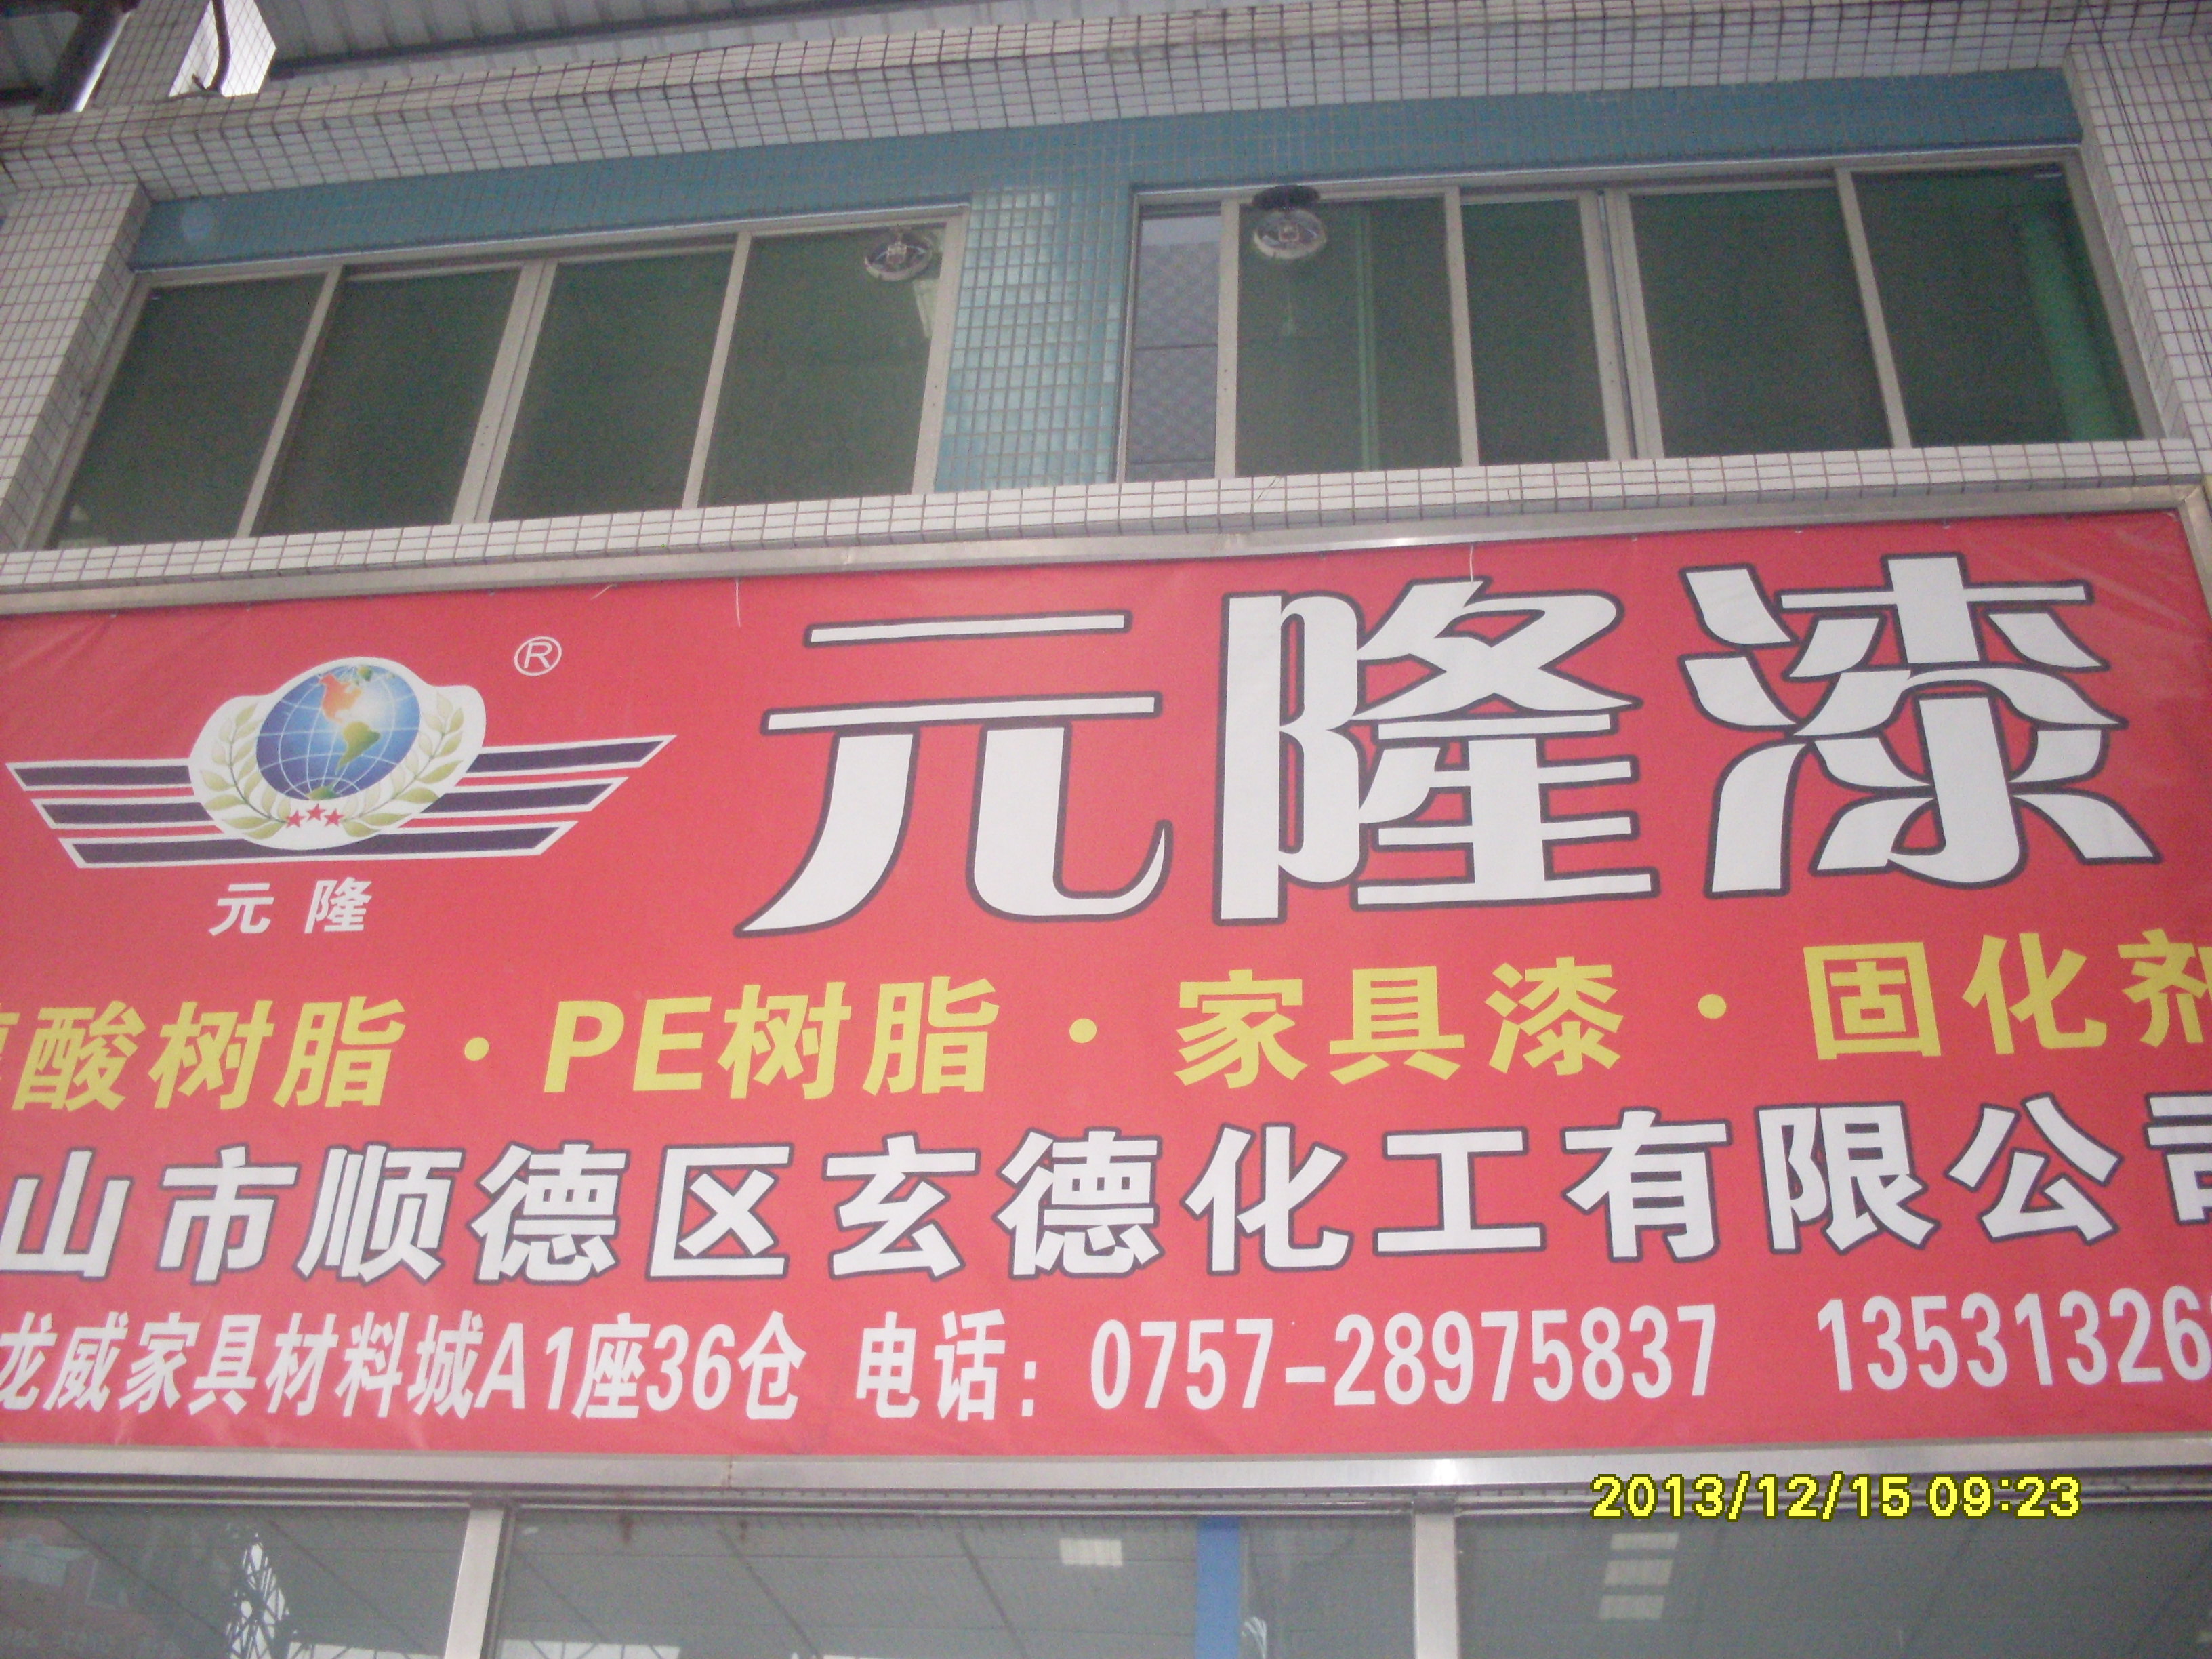 ®
元隆漆
元隆
酸树脂·PE树脂·家具漆·固化剂
山市顺德区玄德化工有限公司
龙威家具材料城A1座36仓 电话：0757-28975837 13531326
2013/12/15 09:23